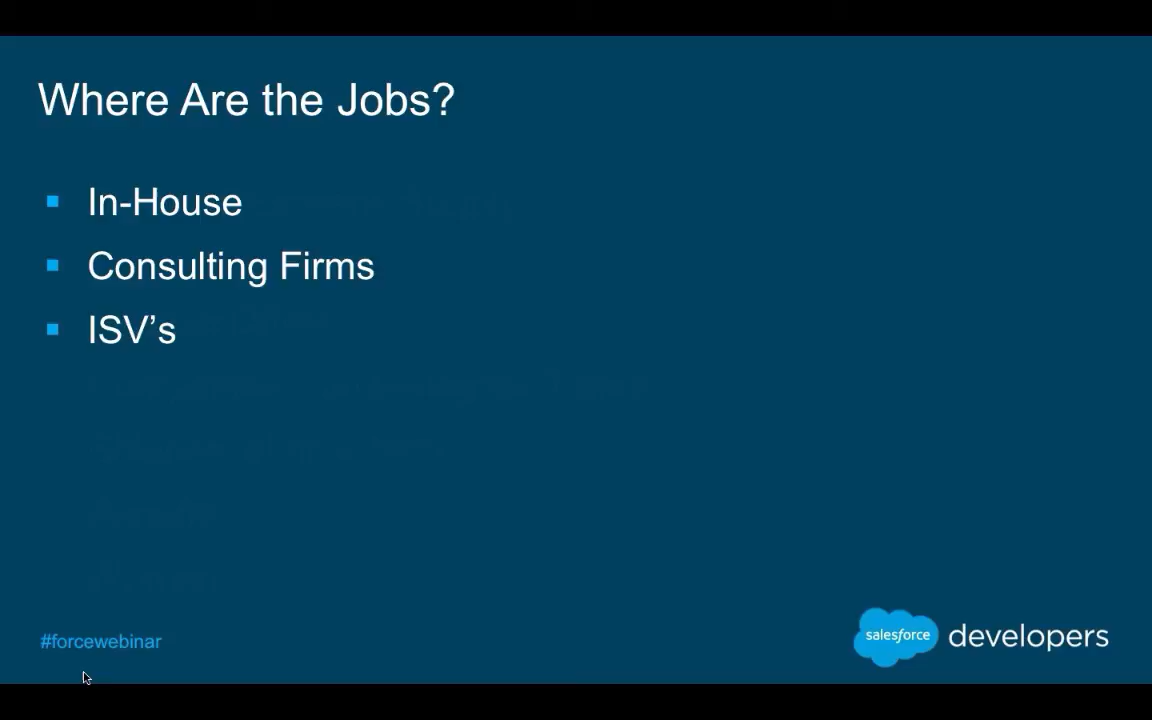 Where Are the Jobs?
In-House
Consulting Firms
ISV’s
#forcewebinar
salesforce developers